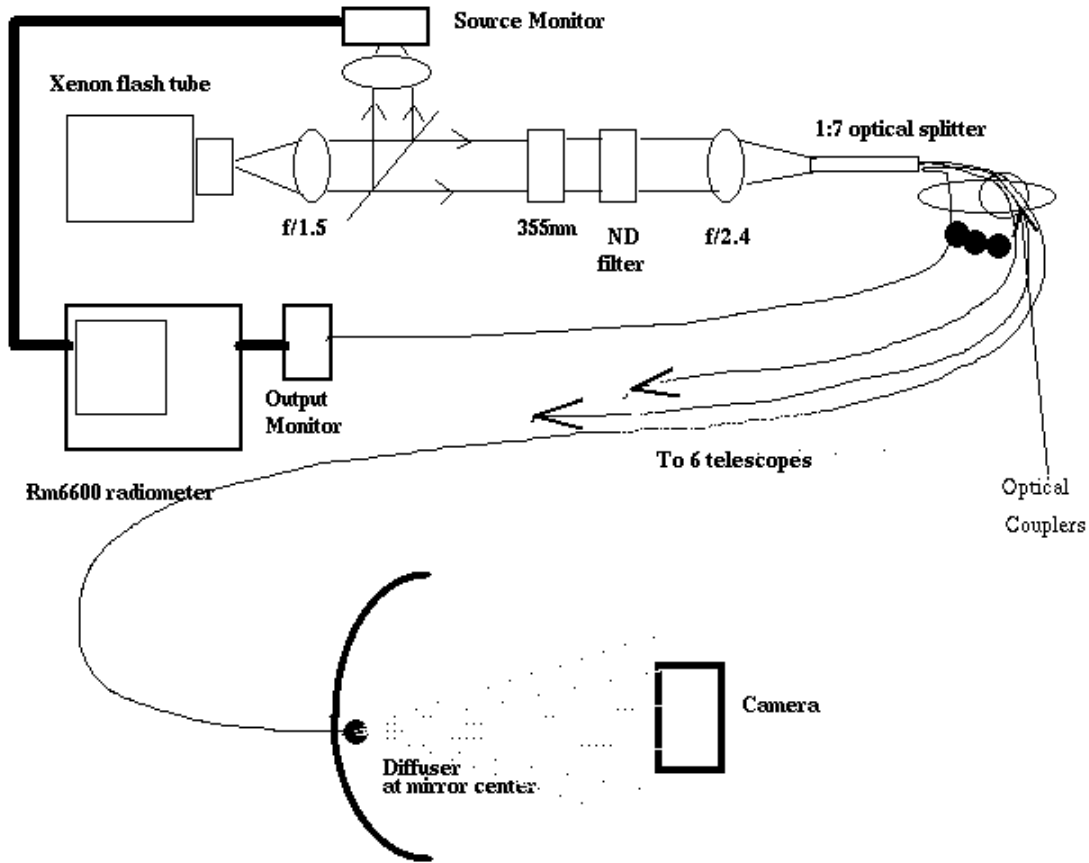 Source Monitor
Xenon flash tube
1:7 optical splitter
f/1.5
355nm
ND
filter
f/2.4
Output
Monitor
To 6 telescopes
Rm6600 radiometer
Optical
Couplers
Camera
Diffuser
at mirror center